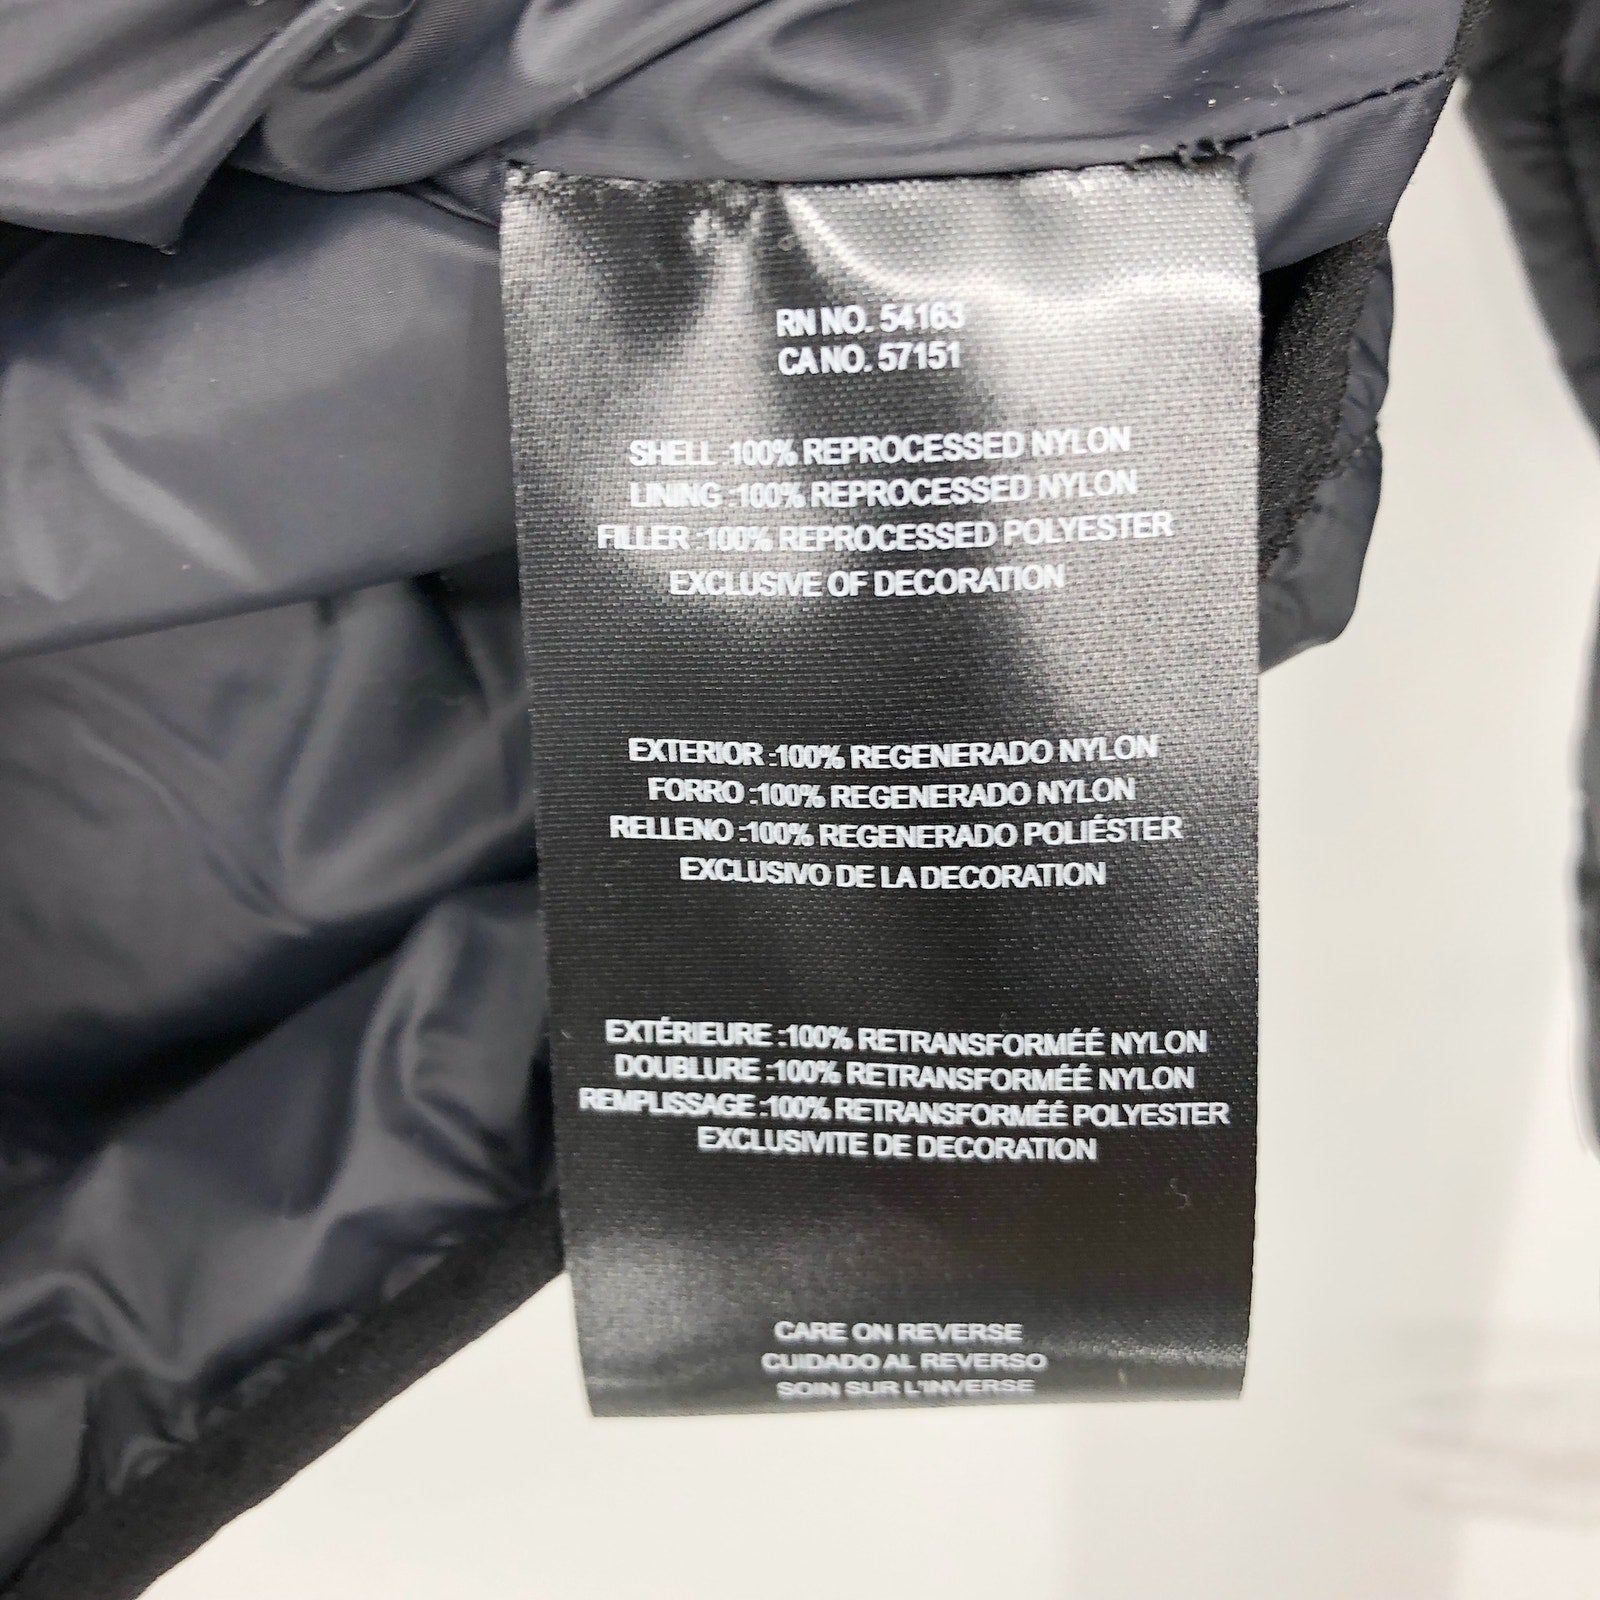 RN NO. 54163
CA NO. 57151
SHELL :100% REPROCESSED NYLON
LINING :100% REPROCESSED NYLON
FILLER :100% REPROCESSED POLYESTER
EXCLUSIVE OF DECORATION
EXTERIOR :100% REGENERADO NYLON
FORRO :100% REGENERADO NYLON
RELLENO :100% REGENERADO POLIÉSTER
EXCLUSIVO DE LA DECORATION
EXTÉRIEURE :100% RETRANSFORMÉÉ NYLON
DOUBLURE :100% RETRANSFORMÉÉ NYLON
REMPLISSAGE :100% RETRANSFORMÉÉ POLYESTER
EXCLUSIVITE DE DECORATION
CARE ON REVERSE
CUIDADO AL REVERSO
SOIN SUR L'INVERSE